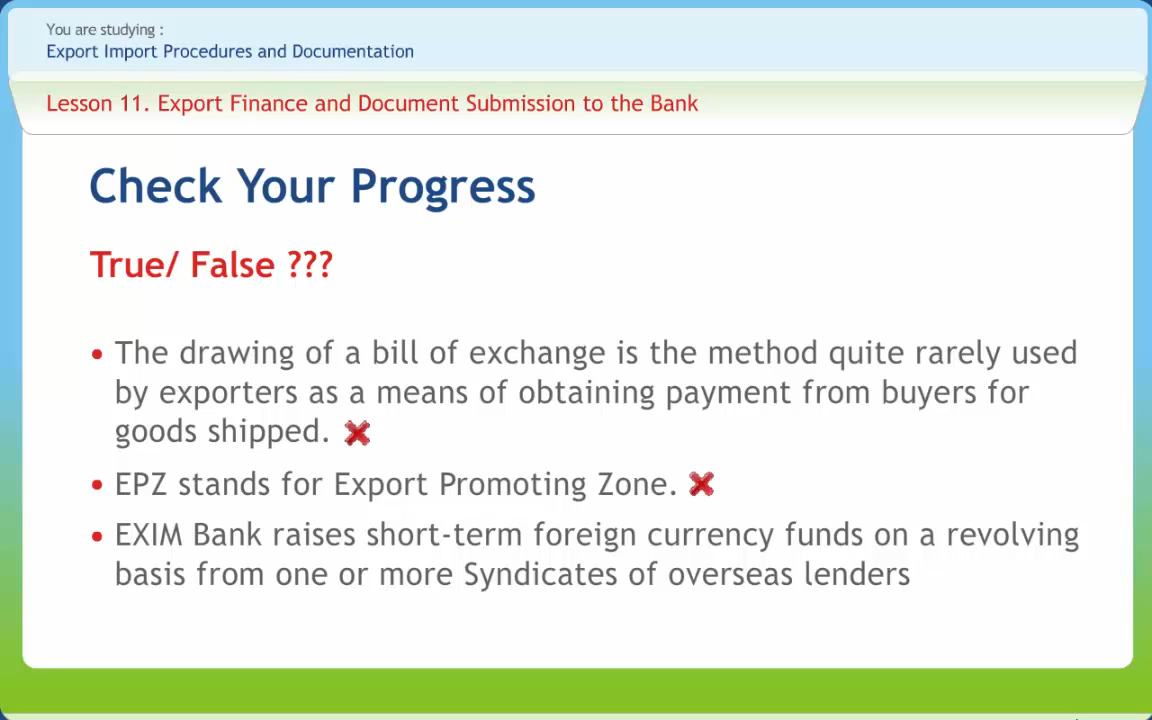 You are studying :
Export Import Procedures and Documentation
Lesson 11. Export Finance and Document Submission to the Bank
Check Your Progress
True/ False ???
• The drawing of a bill of exchange is the method quite rarely used
by exporters as a means of obtaining payment from buyers for
goods shipped.
• EPZ stands for Export Promoting Zone.
• EXIM Bank raises short-term foreign currency funds on a revolving
basis from one or more Syndicates of overseas lenders